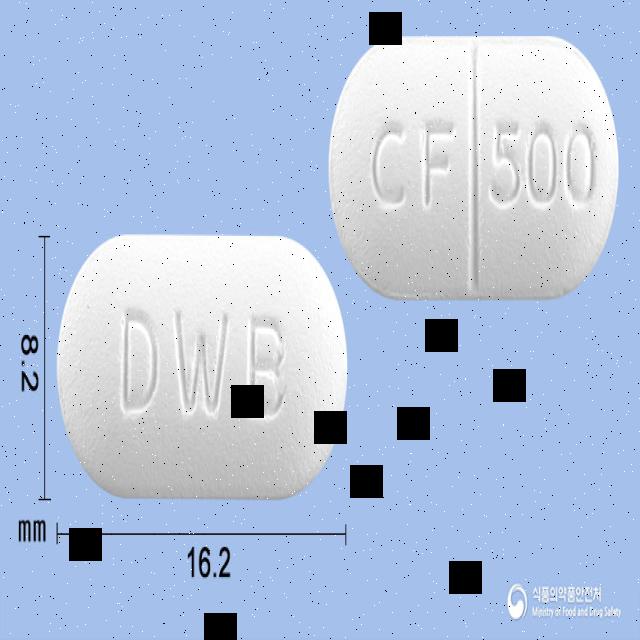 CF 500
DWB
8.2
mm
16.2
식품의약품안전처
Ministry of Food and Drug Safety